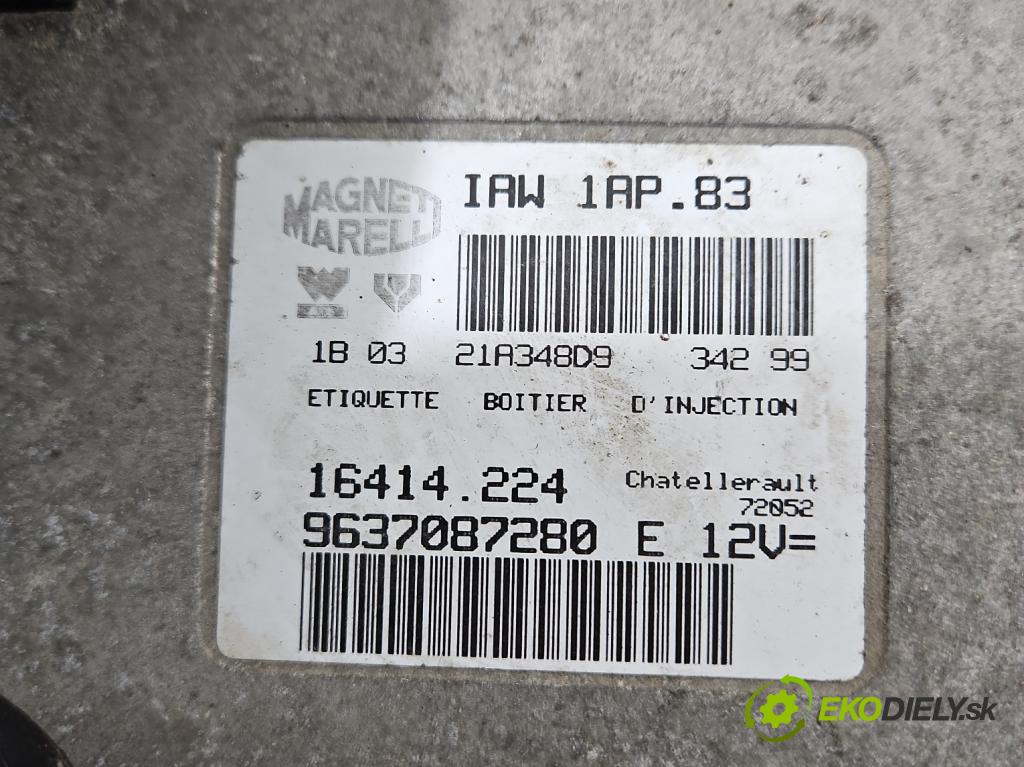 MAGNETI
MARELLI
IAW 1AP.83
1B 03 21A348D9 342 99
ETIQUETTE BOITIER D'INJECTION
16414.224 Chatellerault
72052
9637087280 E 12V=
EKODIELY.sk